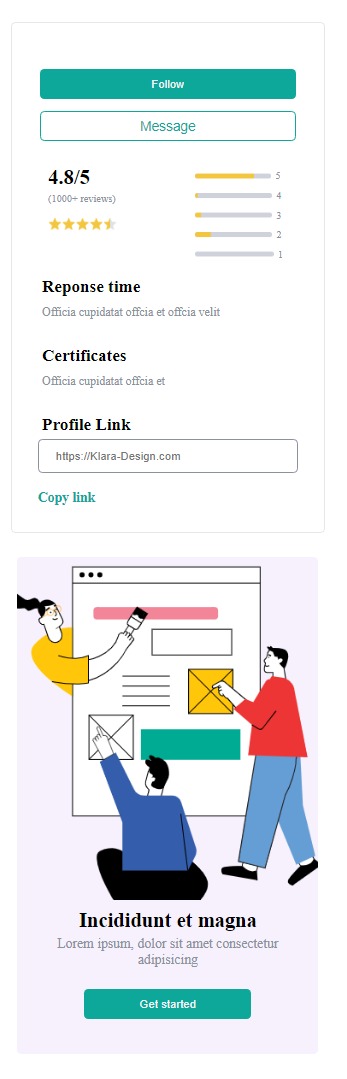 Follow
Message
4.8/5
(1000+ reviews)
5
4
3
2
1
Reponse time
Officia cupidatat offcia et offcia velit
Certificates
Officia cupidatat offcia et
Profile Link
https://Klara-Design.com
Copy link
Incididunt et magna
Lorem ipsum, dolor sit amet consectetur
adipisicing
Get started